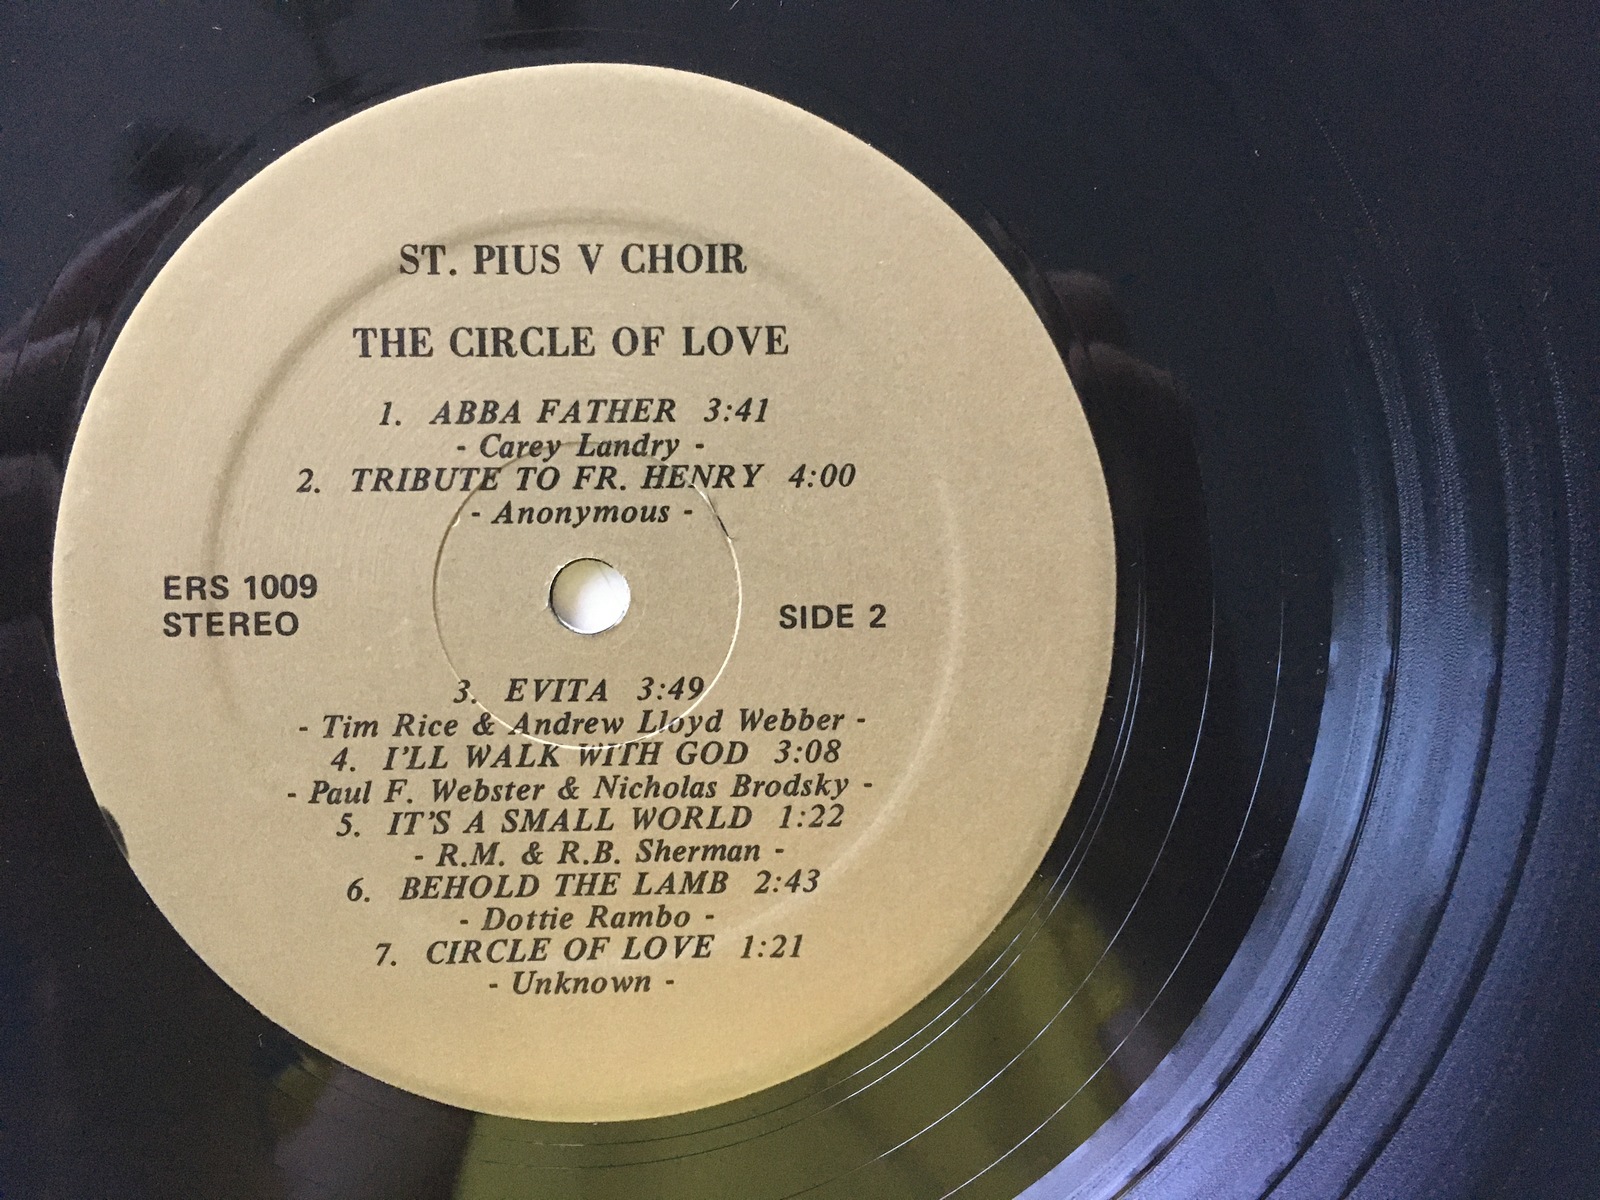 ST. PIUS V CHOIR
THE CIRCLE OF LOVE
1. ABBA FATHER 3:41
- Carey Landry -
2. TRIBUTE TO FR. HENRY 4:00
- Anonymous -
ERS 1009
STEREO
SIDE 2
3. EVITA 3:49
- Tim Rice & Andrew Lloyd Webber -
4. I'LL WALK WITH GOD 3:08
- Paul F. Webster & Nicholas Brodsky -
5. IT'S A SMALL WORLD 1:22
- R.M. & R.B. Sherman -
6. BEHOLD THE LAMB 2:43
- Dottie Rambo -
7. CIRCLE OF LOVE 1:21
- Unknown -